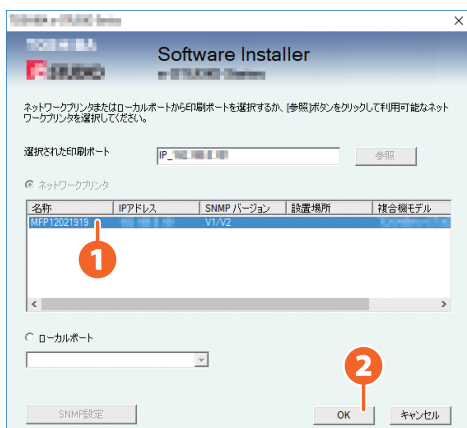 Software Installer
ネットワークプリンタまたはローカルポートから印刷ポートを選択するか、[参照]ボタンをクリックして利用可能なネット
ワークプリンタを選択してください。
選択された印刷ポート
IP_
参照
ネットワークプリンタ
名称 IPアドレス SNMP バージョン 設置場所 複合機モデル
MFP12021919 V1/V2
1
ローカルポート
2
SNMP設定 OK キャンセル